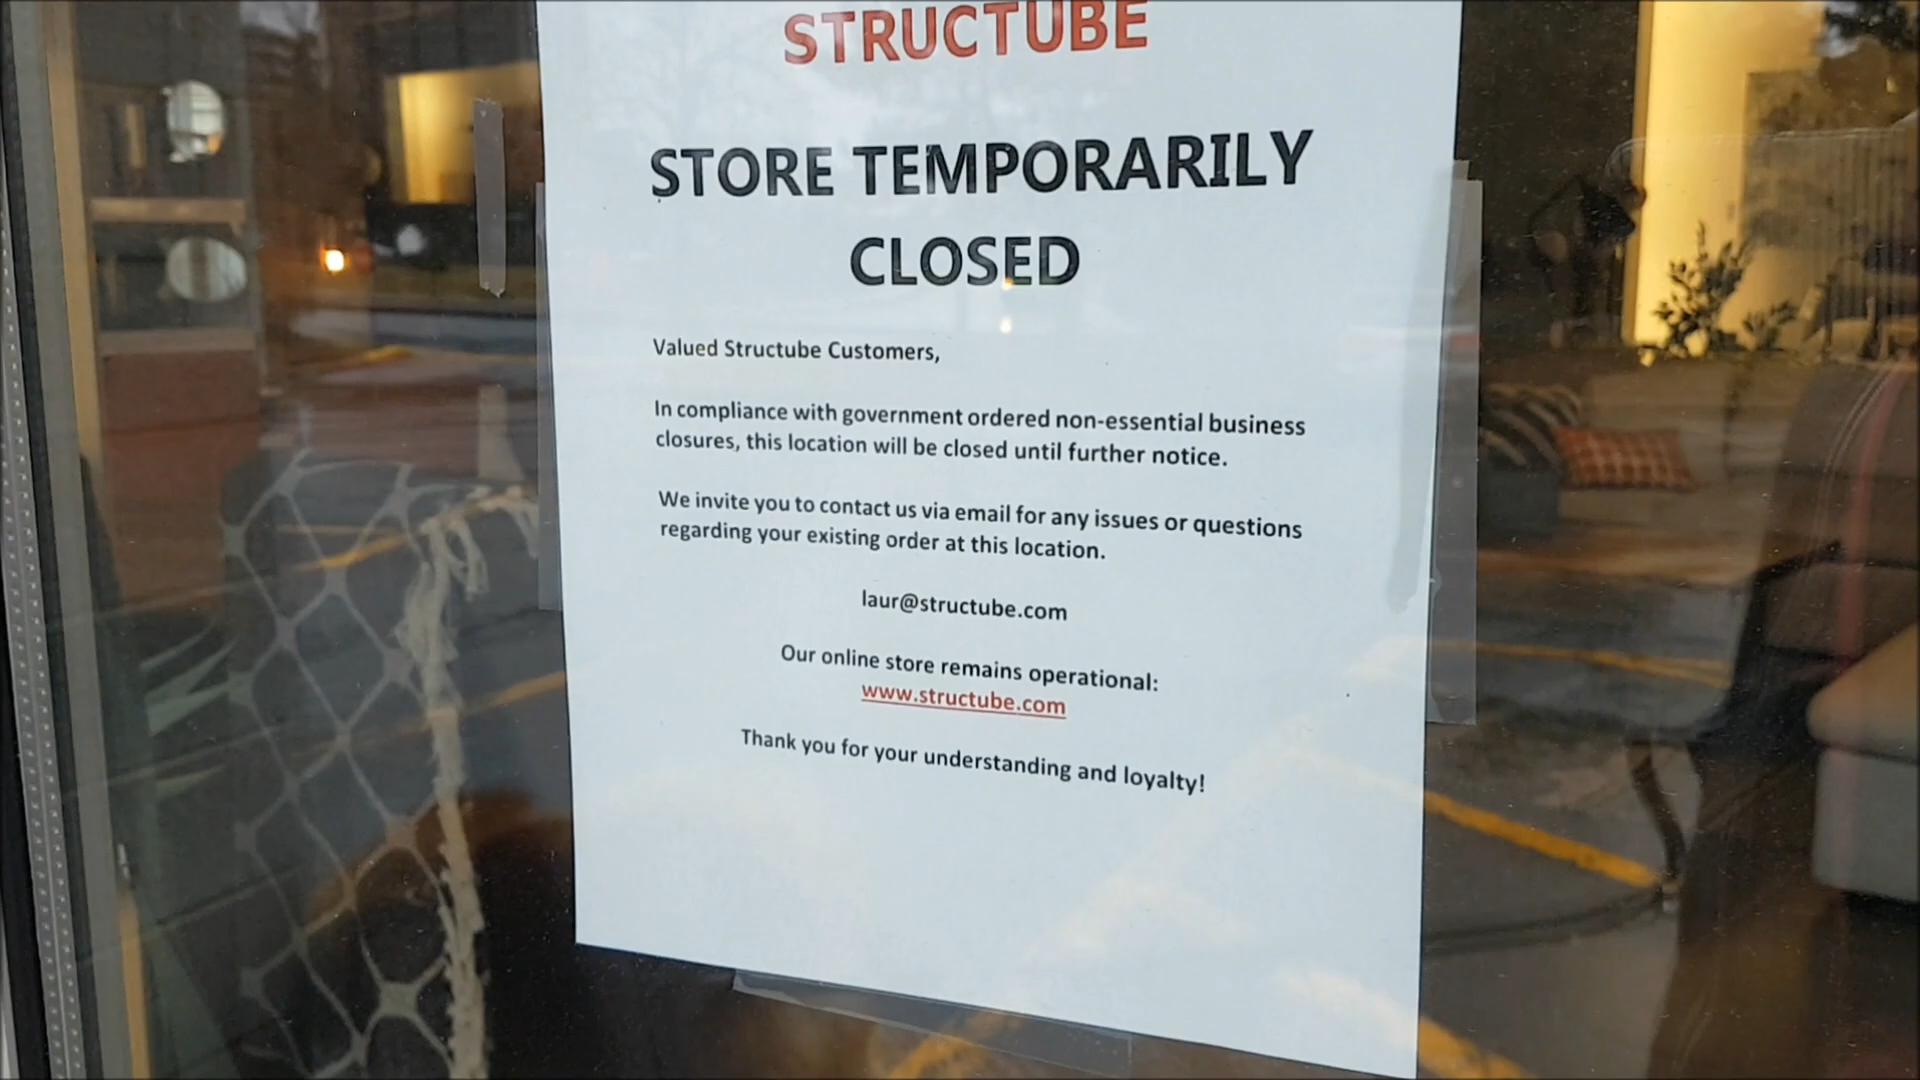 STRUCTUBE
STORE TEMPORARILY
CLOSED
Valued Structube Customers,
In compliance with government ordered non-essential business
closures, this location will be closed until further notice.
We invite you to contact us via email for any issues or questions
regarding your existing order at this location.
laur@structube.com
Our online store remains operational:
www.structube.com
Thank you for your understanding and loyalty!